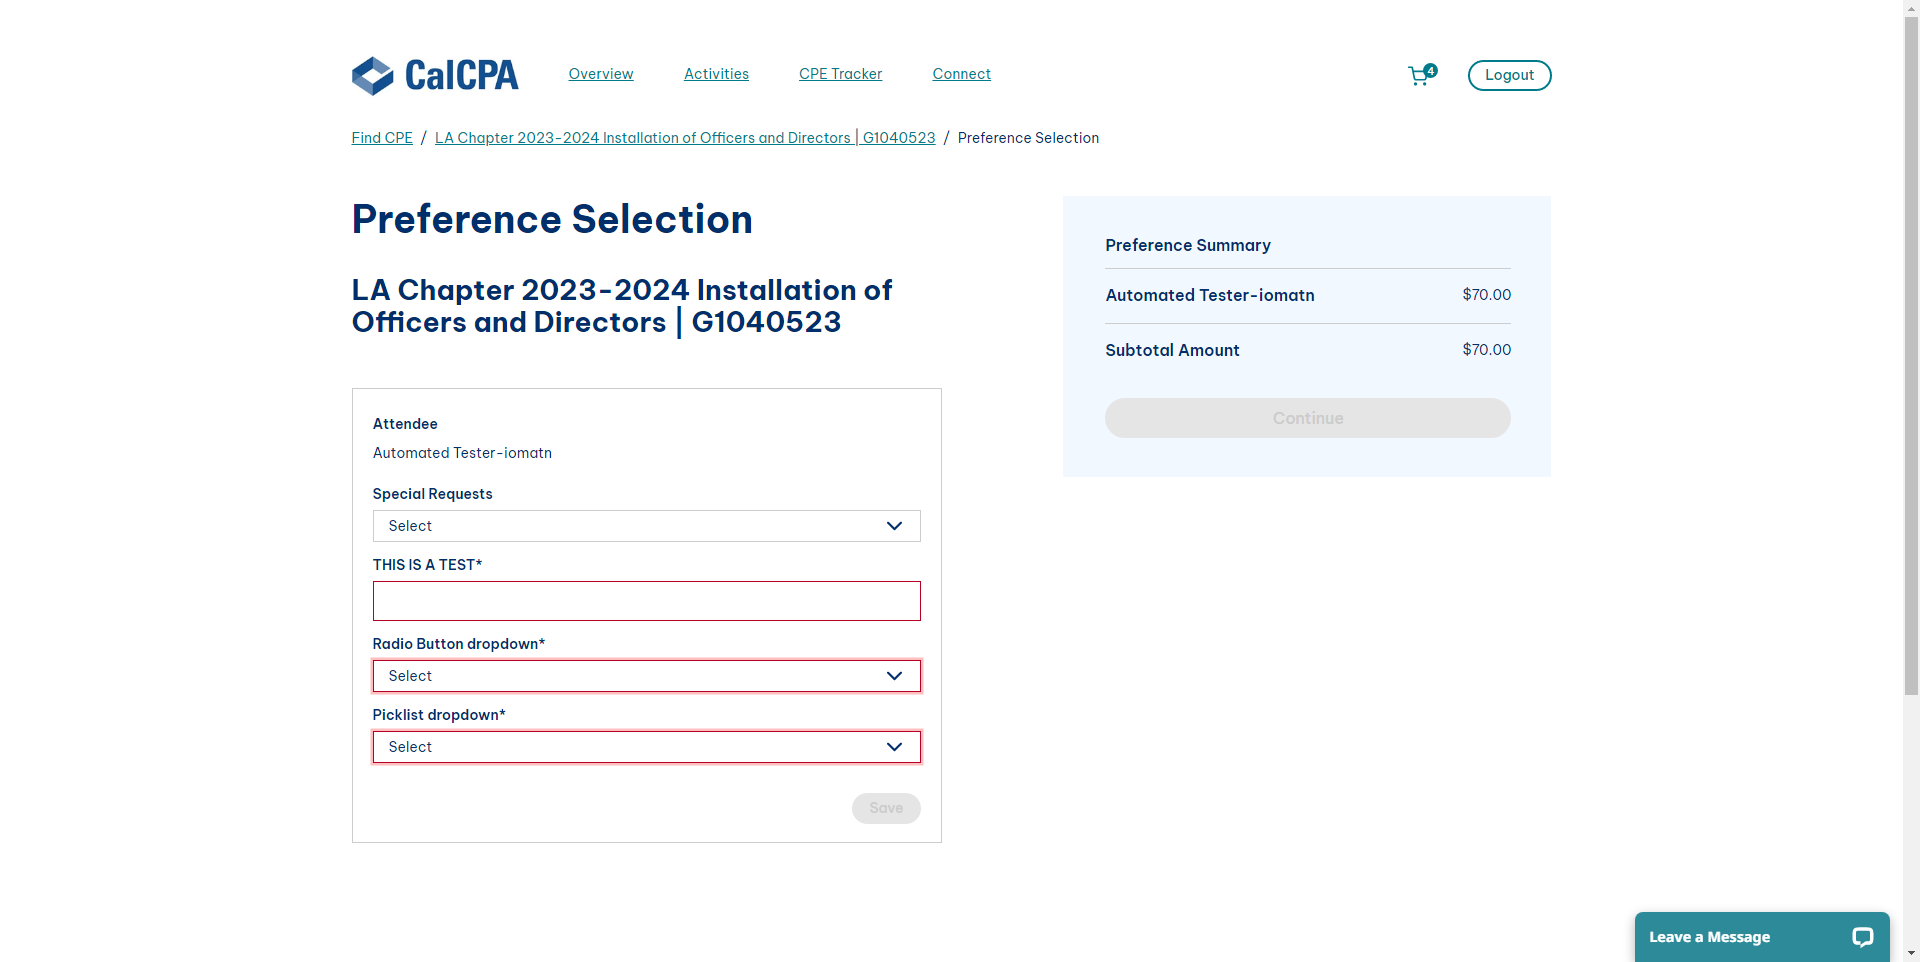 CalCPA
Overview
Activities
CPE Tracker
Connect
4
Logout
Find CPE / LA Chapter 2023-2024 Installation of Officers and Directors | G1040523 / Preference Selection
Preference Selection
LA Chapter 2023-2024 Installation of
Officers and Directors | G1040523
Attendee
Automated Tester-iomatn
Special Requests
Select
THIS IS A TEST*
Radio Button dropdown*
Select
Picklist dropdown*
Select
Save
Preference Summary
Automated Tester-iomatn $70.00
Subtotal Amount $70.00
Continue
Leave a Message